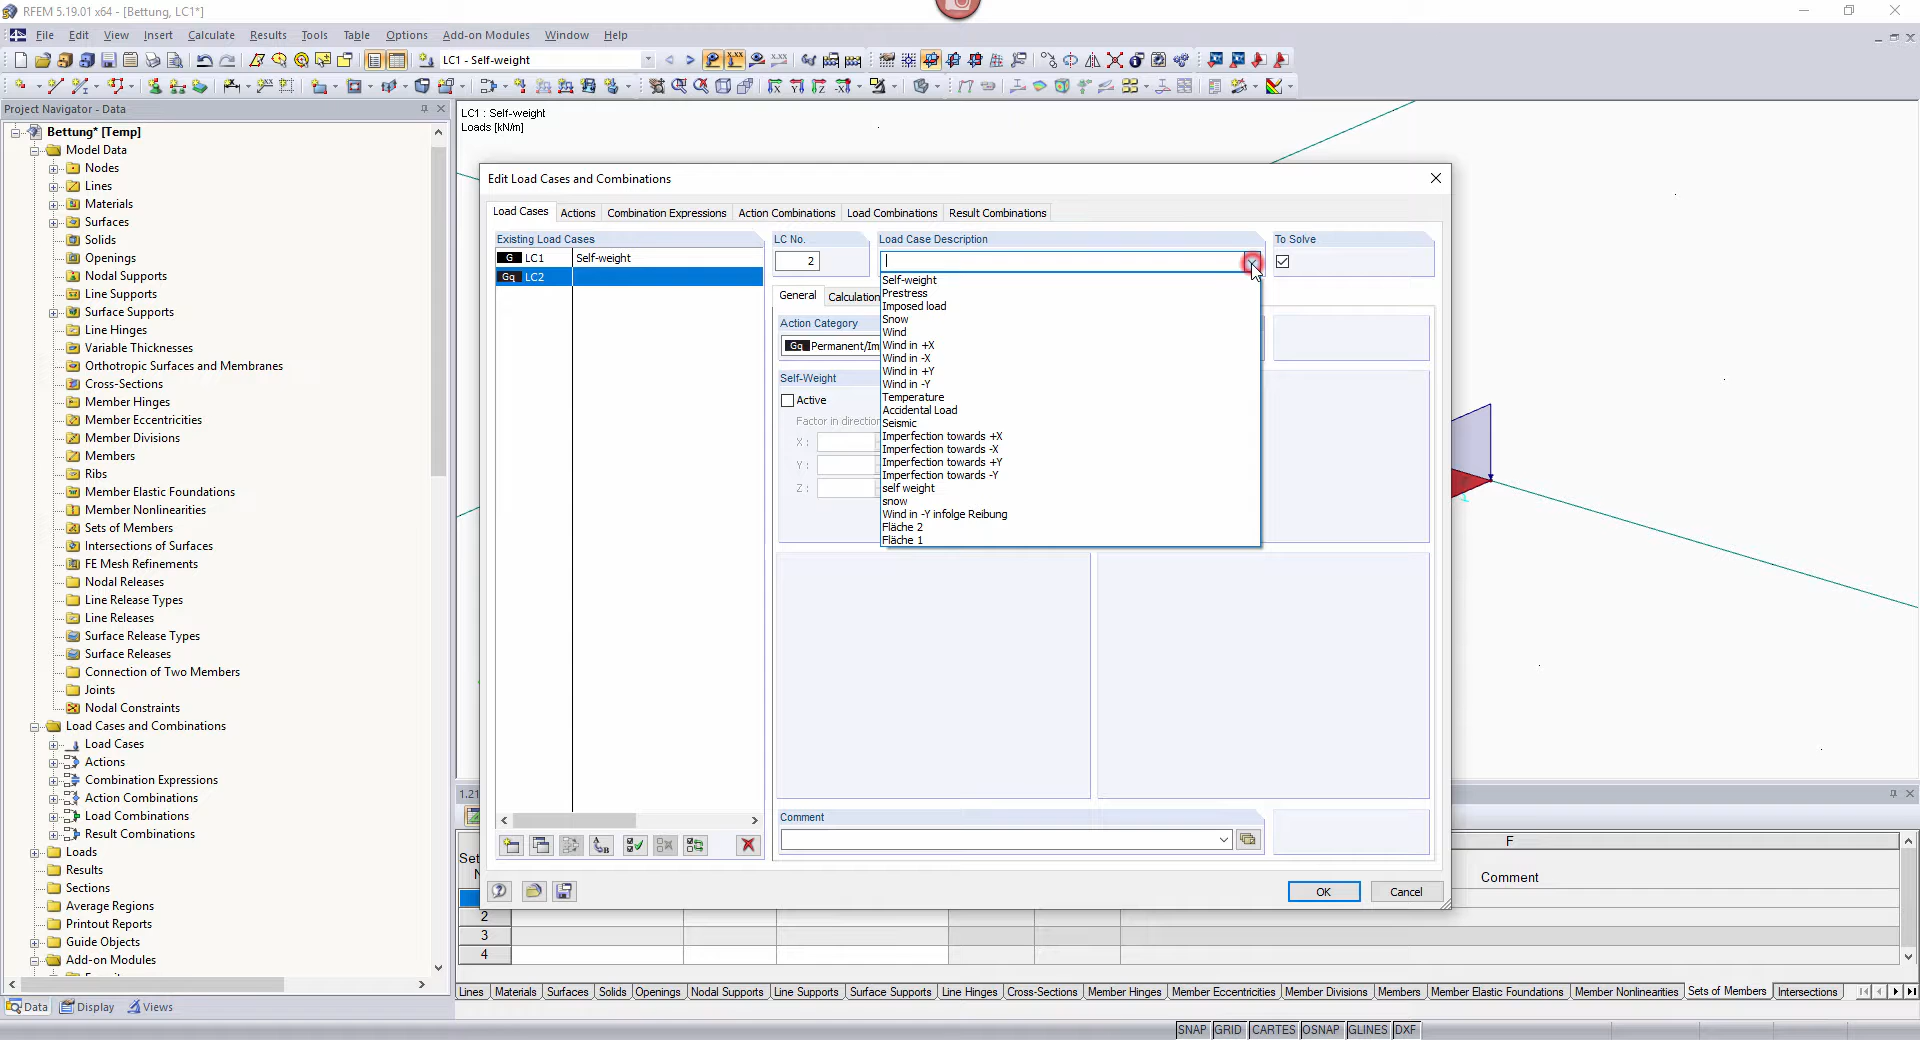 RFEM 5.19.01 x64 - [Bettung, LC1*]
File Edit View Insert Calculate Results Tools Table Options Add-on Modules Window Help
LC1 - Self-weight
Project Navigator - Data
Bettung* [Temp]
Model Data
Nodes
Lines
Materials
Surfaces
Solids
Openings
Nodal Supports
Line Supports
Surface Supports
Line Hinges
Variable Thicknesses
Orthotropic Surfaces and Membranes
Cross-Sections
Member Hinges
Member Eccentricities
Member Divisions
Members
Ribs
Member Elastic Foundations
Member Nonlinearities
Sets of Members
Intersections of Surfaces
FE Mesh Refinements
Nodal Releases
Line Release Types
Line Releases
Surface Release Types
Surface Releases
Connection of Two Members
Joints
Nodal Constraints
Load Cases and Combinations
Load Cases
Actions
Combination Expressions
Action Combinations
Load Combinations
Result Combinations
Loads
Results
Sections
Average Regions
Printout Reports
Guide Objects
Add-on Modules
Data Display Views
LC1 : Self-weight
Loads [kN/m]
Edit Load Cases and Combinations
Load Cases Actions Combination Expressions Action Combinations Load Combinations Result Combinations
Existing Load Cases
G LC1 Self-weight
Gq LC2
LC No.
2
Load Case Description
To Solve
General Calculation
Action Category
Gq Permanent/Im
Self-Weight
Active
Factor in direction
X :
Y :
Z :
Self-weight
Prestress
Imposed load
Snow
Wind
Wind in +X
Wind in -X
Wind in +Y
Wind in -Y
Temperature
Accidental Load
Seismic
Imperfection towards +X
Imperfection towards -X
Imperfection towards +Y
Imperfection towards -Y
self weight
snow
Wind in -Y infolge Reibung
Fläche 2
Fläche 1
Comment
OK Cancel
1.21
Set
F
Comment
2
3
4
Lines Materials Surfaces Solids Openings Nodal Supports Line Supports Surface Supports Line Hinges Cross-Sections Member Hinges Member Eccentricities Member Divisions Members Member Elastic Foundations Member Nonlinearities Sets of Members Intersections
SNAP GRID CARTES OSNAP GLINES DXF